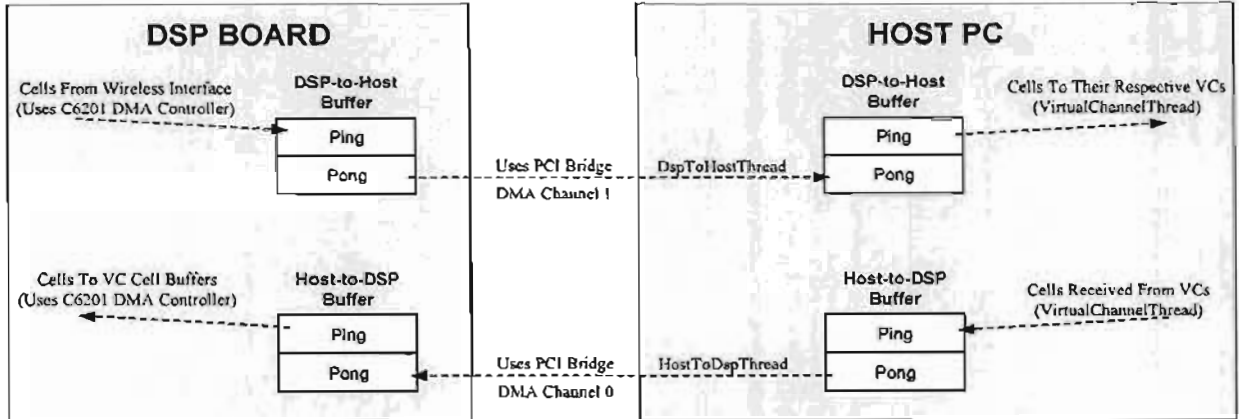 DSP BOARD
HOST PC
Cells From Wireless Interface
(Uses C6201 DMA Controller)
DSP-to-Host
Buffer
Ping
Pong
Uses PCI Bridge
DMA Channel 1
DspToHostThread
DSP-to-Host
Buffer
Ping
Pong
Cells To Their Respective VCs
(VirtualChannelThread)
Cells To VC Cell Buffers
(Uses C6201 DMA Controller)
Host-to-DSP
Buffer
Ping
Pong
Uses PCI Bridge
DMA Channel 0
HostToDspThread
Host-to-DSP
Buffer
Ping
Pong
Cells Received From VCs
(VirtualChannelThread)